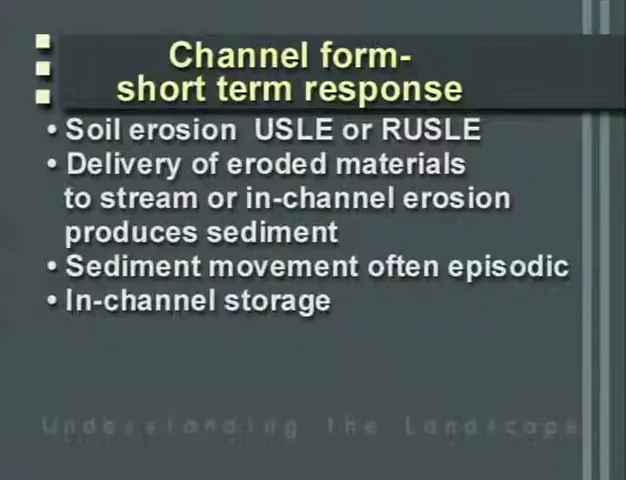 Channel form-
short term response
• Soil erosion USLE or RUSLE
• Delivery of eroded materials
to stream or in-channel erosion
produces sediment
• Sediment movement often episodic
• In-channel storage
Understanding the Landscape